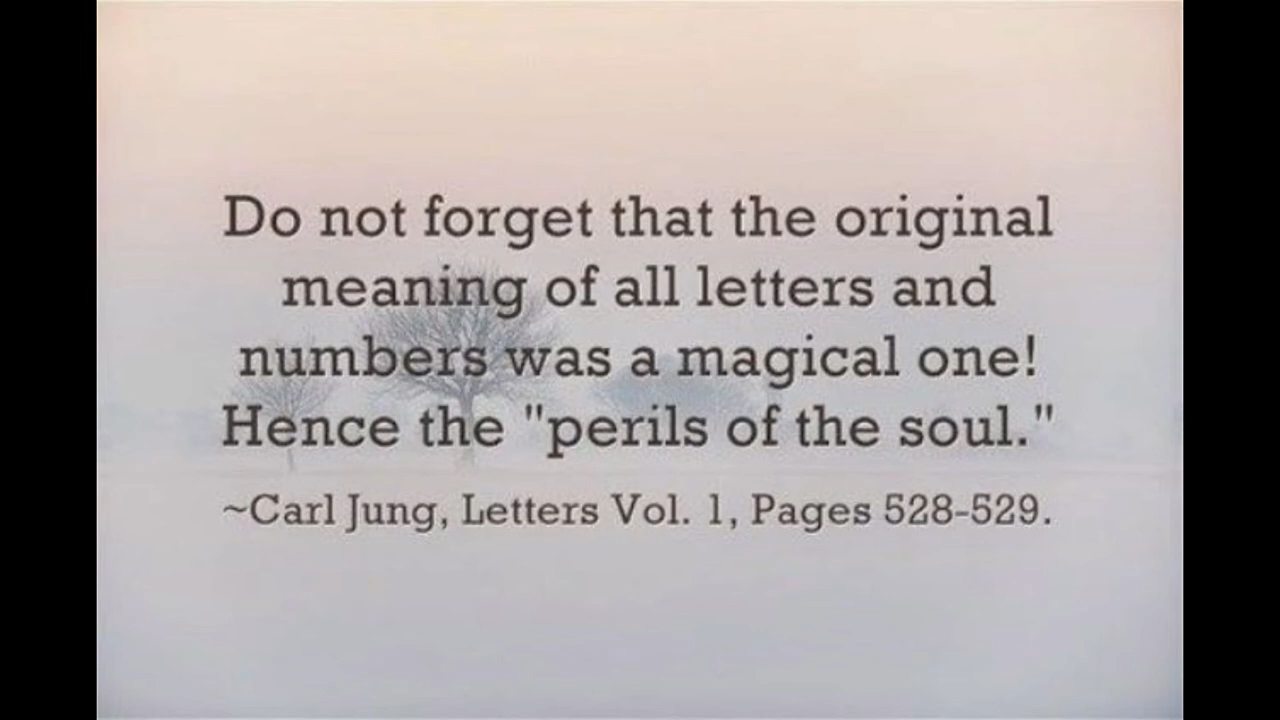 Do not forget that the original
meaning of all letters and
numbers was a magical one!
Hence the "perils of the soul."
~Carl Jung, Letters Vol. 1, Pages 528-529.